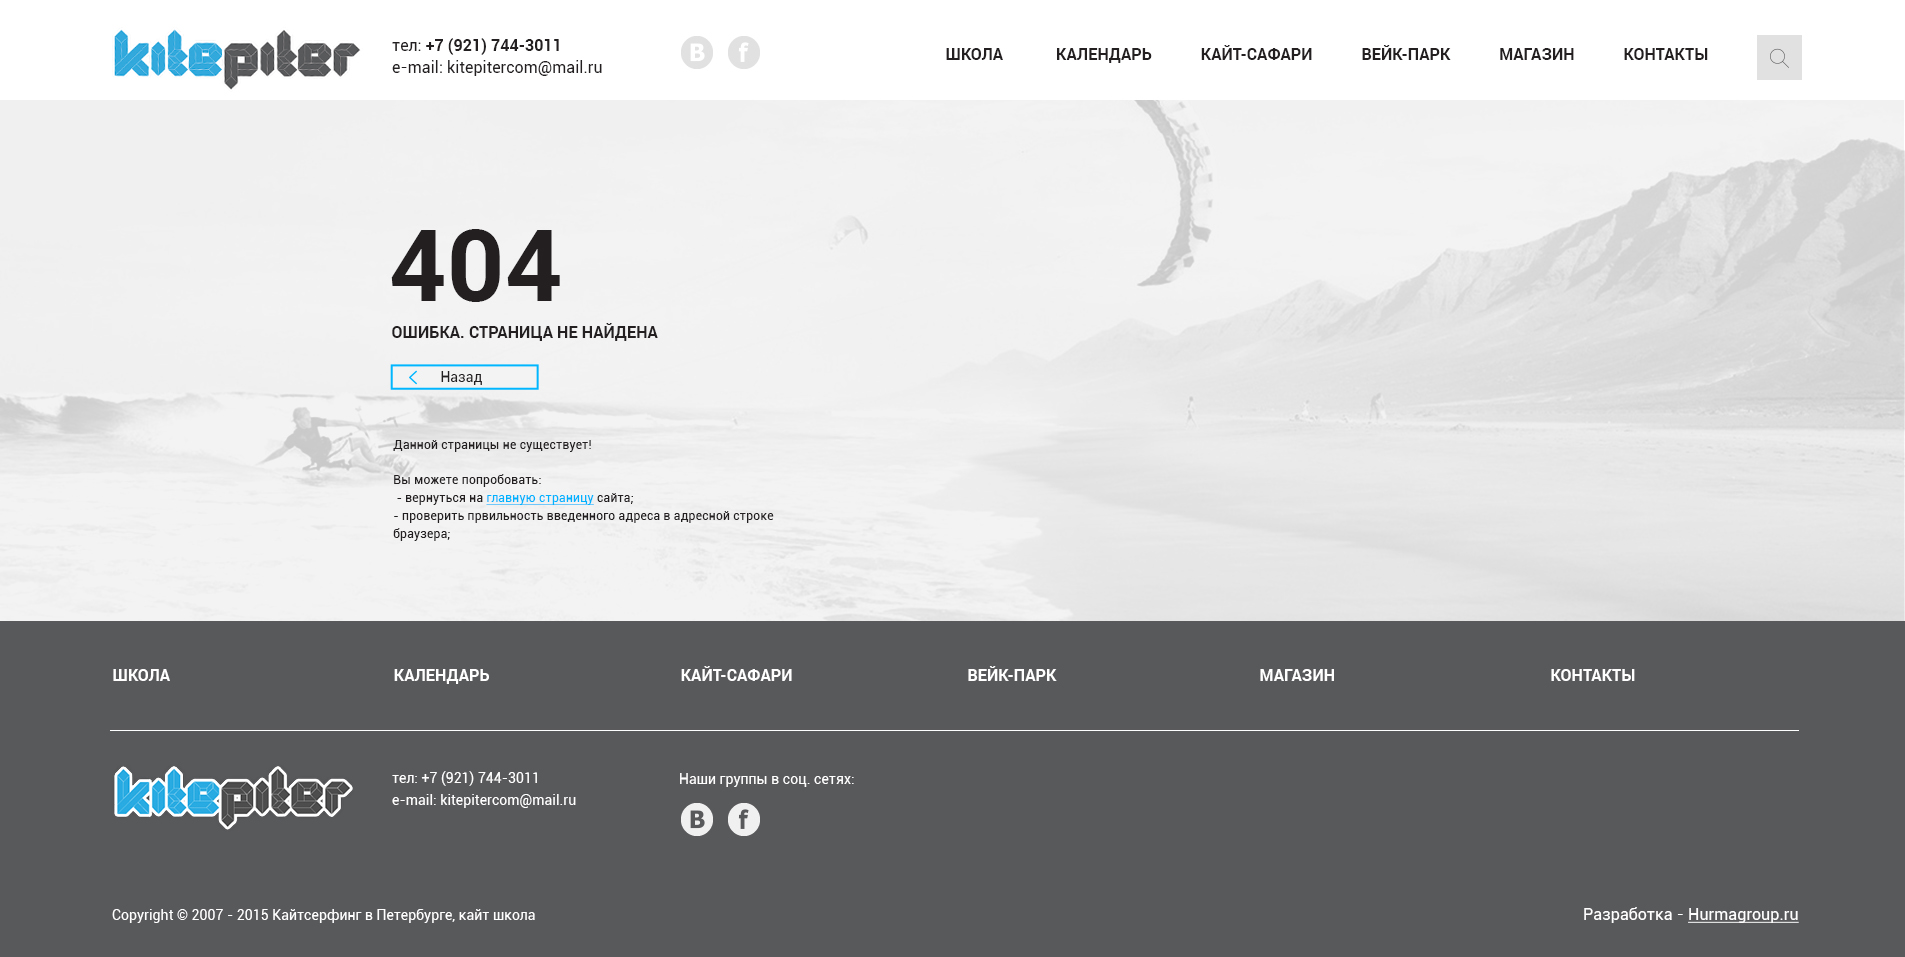 kitepiter
тел: +7 (921) 744-3011
e-mail: kitepitercom@mail.ru
B f
ШКОЛА КАЛЕНДАРЬ КАЙТ-САФАРИ ВЕЙК-ПАРК МАГАЗИН КОНТАКТЫ
404
ОШИБКА. СТРАНИЦА НЕ НАЙДЕНА
Назад
Данной страницы не существует!
Вы можете попробовать:
- вернуться на главную страницу сайта;
- проверить првильность введенного адреса в адресной строке
браузера;
ШКОЛА КАЛЕНДАРЬ КАЙТ-САФАРИ ВЕЙК-ПАРК МАГАЗИН КОНТАКТЫ
kitepiter
тел: +7 (921) 744-3011
e-mail: kitepitercom@mail.ru
Наши группы в соц. сетях:
B f
Copyright © 2007 - 2015 Кайтсерфинг в Петербурге, кайт школа
Разработка - Hurmagroup.ru